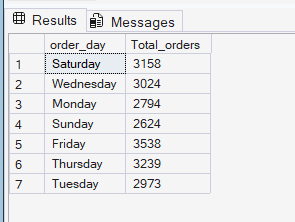 Results Messages
order_day Total_orders
1 Saturday 3158
2 Wednesday 3024
3 Monday 2794
4 Sunday 2624
5 Friday 3538
6 Thursday 3239
7 Tuesday 2973